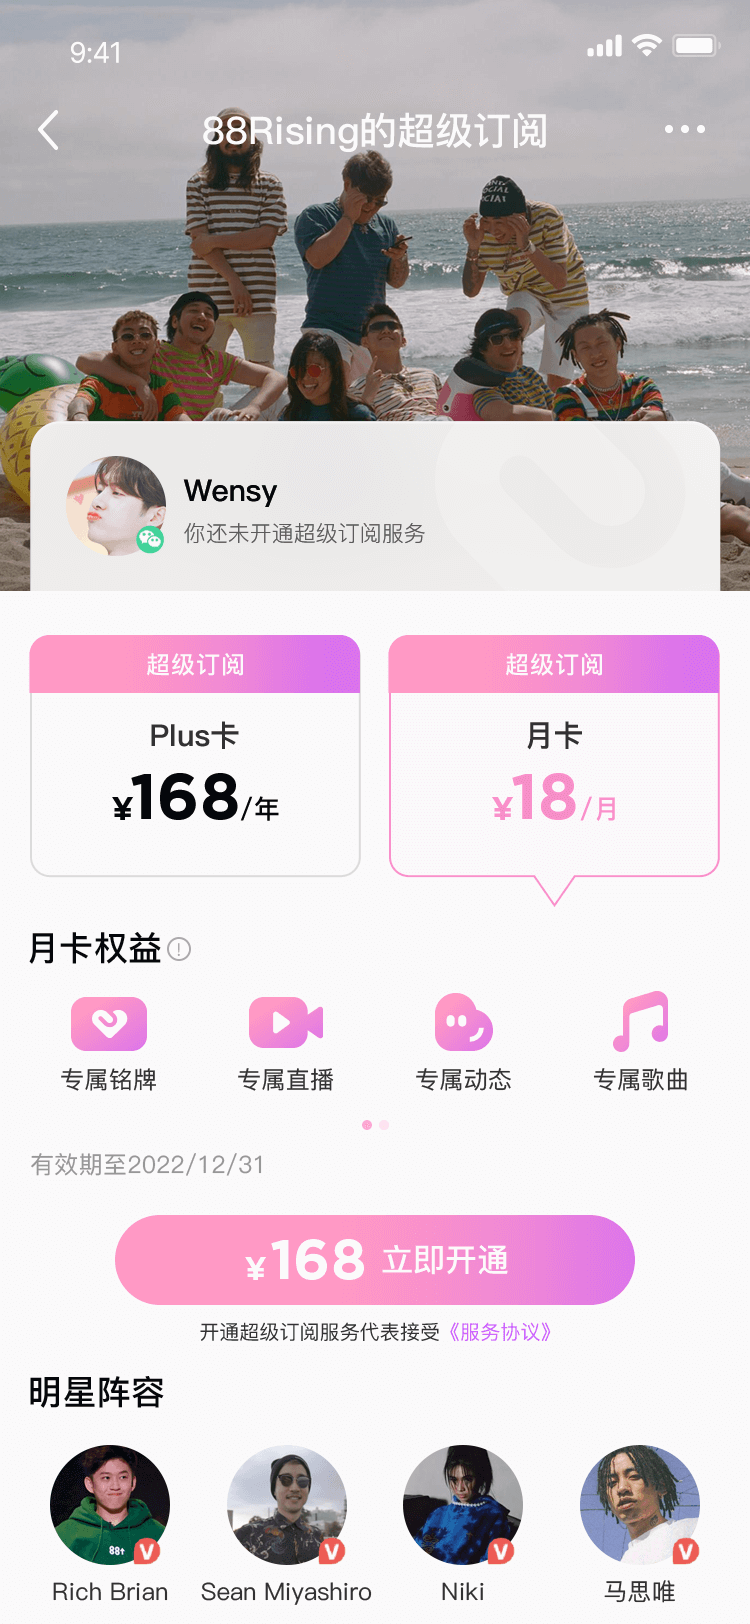 9:41
88Rising的超级订阅
SOCIAL
SOCIAL
Wensy
你还未开通超级订阅服务
超级订阅
Plus卡
¥168/年
超级订阅
月卡
¥18/月
月卡权益
专属铭牌
专属直播
专属动态
专属歌曲
有效期至2022/12/31
¥168 立即开通
开通超级订阅服务代表接受《服务协议》
明星阵容
88↑
V
V
V
V
Rich Brian
Sean Miyashiro
Niki
马思唯